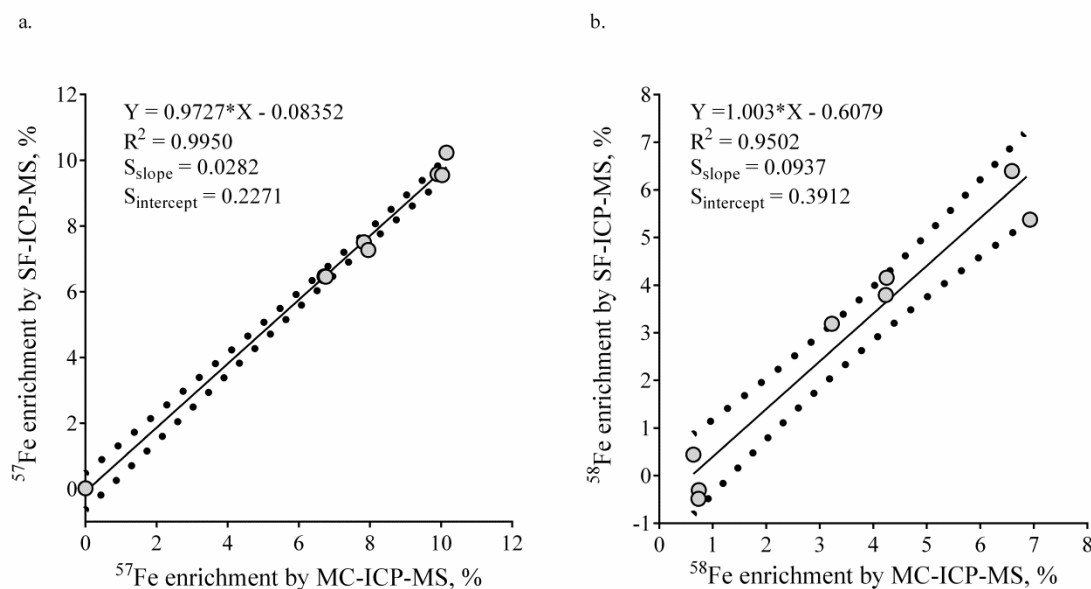 a.
12
10
8
6
4
2
0
0 2 4 6 8 10 12
Y = 0.9727*X - 0.08352
R² = 0.9950
S_slope = 0.0282
S_intercept = 0.2271
⁵⁷Fe enrichment by SF-ICP-MS, %
⁵⁷Fe enrichment by MC-ICP-MS, %
b.
8
7
6
5
4
3
2
1
0
-1
0 1 2 3 4 5 6 7 8
Y =1.003*X - 0.6079
R² = 0.9502
S_slope = 0.0937
S_intercept = 0.3912
⁵⁸Fe enrichment by SF-ICP-MS, %
⁵⁸Fe enrichment by MC-ICP-MS, %